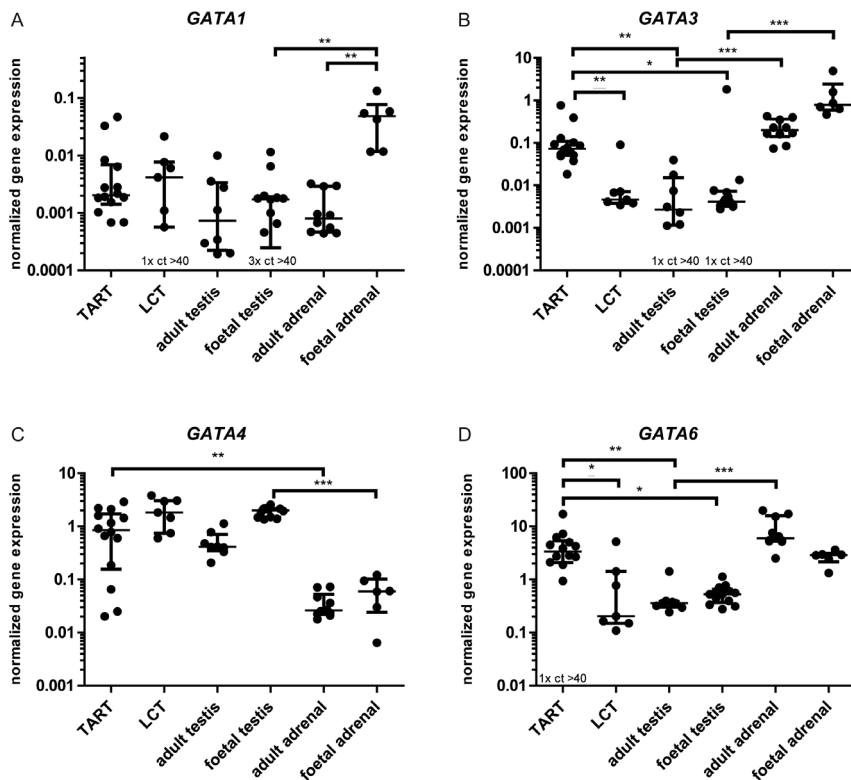 A
GATA1
**
**
normalized gene expression
0.1
0.01
0.001
0.0001
1x ct >40
3x ct >40
TART
LCT
adult testis
foetal testis
adult adrenal
foetal adrenal
B
GATA3
***
**
***
*
**
normalized gene expression
10
1
0.1
0.01
0.001
0.0001
1x ct >40
1x ct >40
TART
LCT
adult testis
foetal testis
adult adrenal
foetal adrenal
C
GATA4
**
***
normalized gene expression
10
1
0.1
0.01
0.001
TART
LCT
adult testis
foetal testis
adult adrenal
foetal adrenal
D
GATA6
**
*
***
*
normalized gene expression
100
10
1
0.1
0.01
1x ct >40
TART
LCT
adult testis
foetal testis
adult adrenal
foetal adrenal